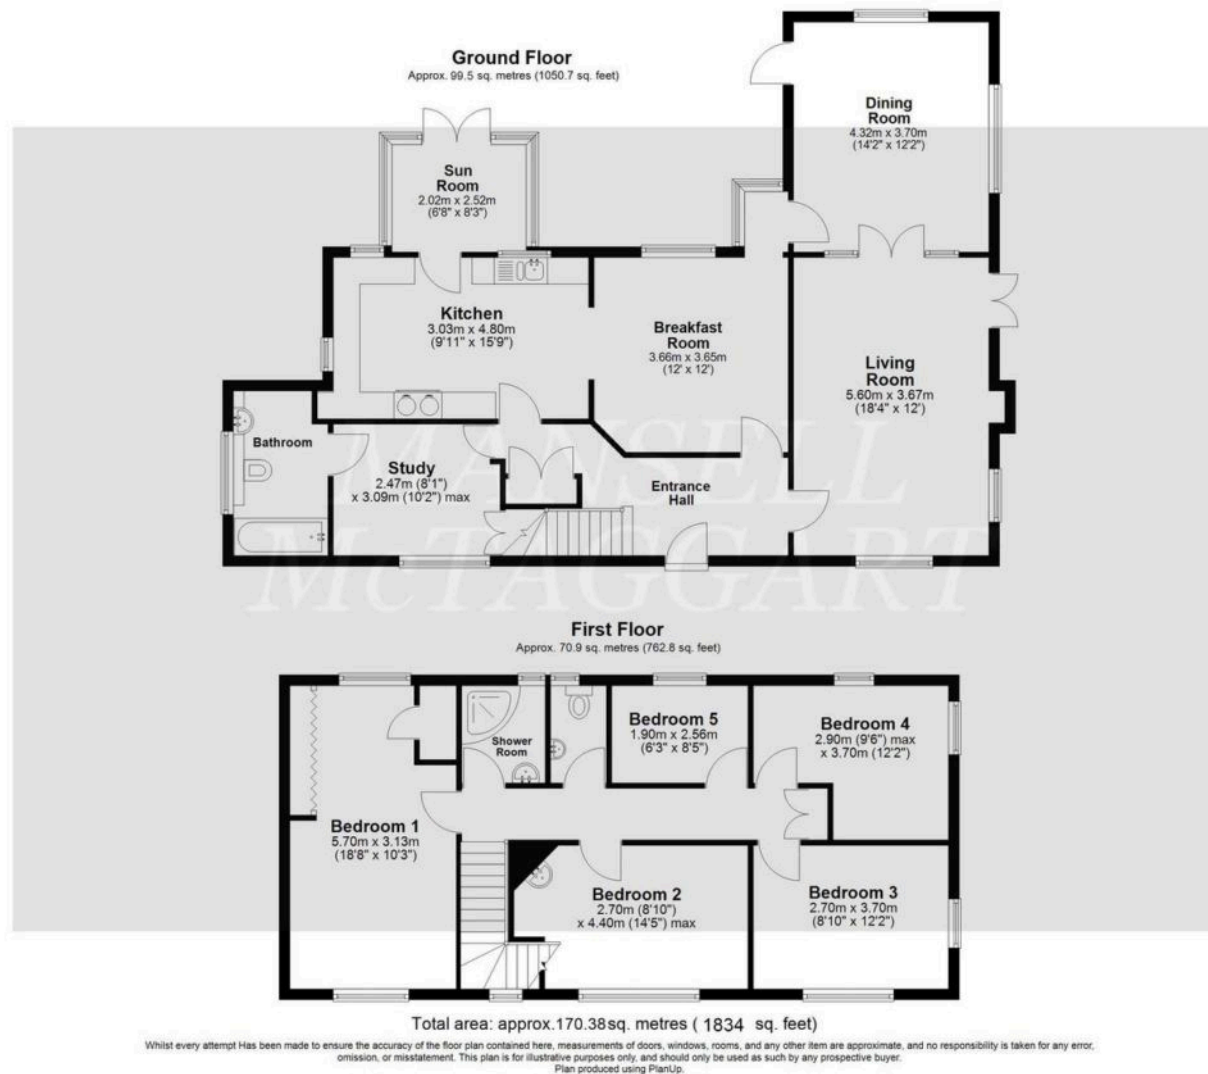 Ground Floor
Approx. 99.5 sq. metres (1050.7 sq. feet)
Dining
Room
4.32m x 3.70m
(14'2" x 12'2")
Sun
Room
2.02m x 2.52m
(6'8" x 8'3")
Kitchen
3.03m x 4.80m
(9'11" x 15'9")
Breakfast
Room
3.66m x 3.65m
(12' x 12')
Living
Room
5.60m x 3.67m
(18'4" x 12')
Bathroom
Study
2.47m (8'1")
x 3.09m (10'2") max
Entrance
Hall
MANSELL
McTAGGART
First Floor
Approx. 70.9 sq. metres (762.8 sq. feet)
Shower
Room
Bedroom 5
1.90m x 2.56m
(6'3" x 8'5")
Bedroom 4
2.90m (9'6") max
x 3.70m (12'2")
Bedroom 1
5.70m x 3.13m
(18'8" x 10'3")
Bedroom 2
2.70m (8'10")
x 4.40m (14'5") max
Bedroom 3
2.70m x 3.70m
(8'10" x 12'2")
Total area: approx.170.38sq. metres ( 1834 sq. feet)
Whilst every attempt Has been made to ensure the accuracy of the floor plan contained here, measurements of doors, windows, rooms, and any other item are approximate, and no responsibility is taken for any error,
omission, or misstatement. This plan is for illustrative purposes only, and should only be used as such by any prospective buyer.
Plan produced using PlanUp.